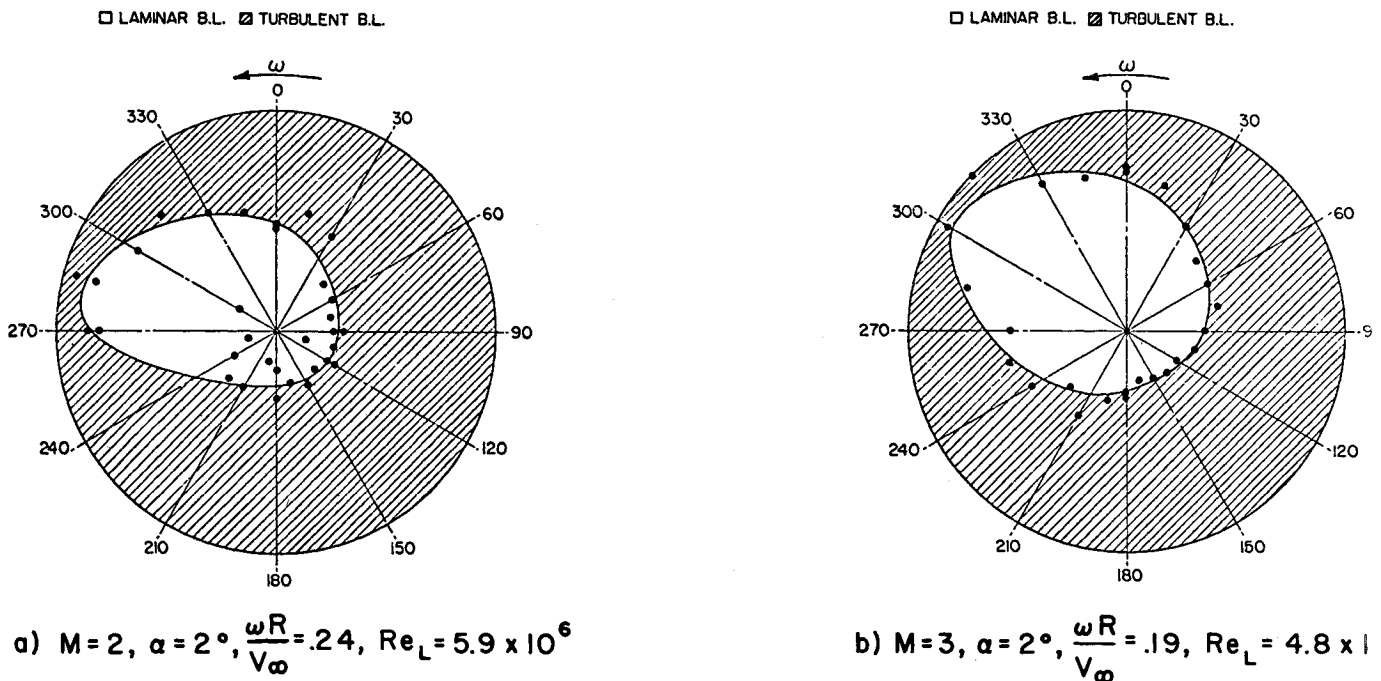 LAMINAR B.L. TURBULENT B.L.
ω
0
330 30
300 60
270 90
240 120
210 150
180
a) M = 2, α = 2°, ωR/V∞ = .24, Re_L = 5.9 x 10^6
LAMINAR B.L. TURBULENT B.L.
ω
0
330 30
300 60
270 9
240 120
210 150
180
b) M = 3, α = 2°, ωR/V∞ = .19, Re_L = 4.8 x 1